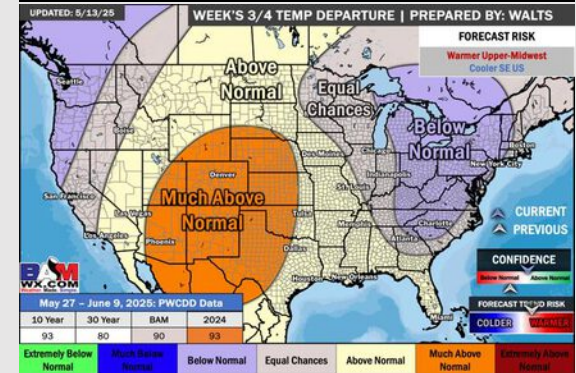 UPDATED: 5/13/25
WEEK'S 3/4 TEMP DEPARTURE | PREPARED BY: WALTS
FORECAST RISK
Warmer Upper-Midwest
Cooler SE US
Above
Normal
Equal
Chances
Below
Normal
Much Above
Normal
Seattle
Boise
San Francisco
Las Vegas
Los Angeles
Phoenix
Denver
Tulsa
Dallas
Houston
New Orleans
Des Moines
Chicago
St. Louis
Indianapolis
Memphis
Atlanta
Charlotte
Miami
New York City
Boston
CURRENT
PREVIOUS
CONFIDENCE
Below Normal
Above Normal
FORECAST TREND RISK
COLDER
WARMER
BAM
WX.COM
May 27 – June 9, 2025: PWCDD Data
10 Year 30 Year BAM 2024
93 80 90 93
Extremely Below
Normal
Much Below
Normal
Below Normal
Equal Chances
Above Normal
Much Above
Normal
Extremely Above
Normal